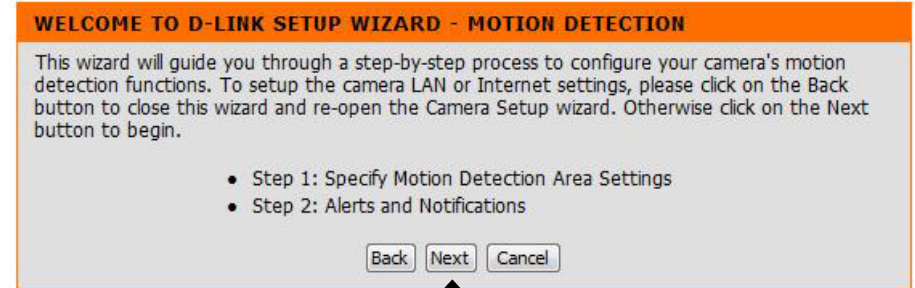 WELCOME TO D-LINK SETUP WIZARD - MOTION DETECTION
This wizard will guide you through a step-by-step process to configure your camera's motion
detection functions. To setup the camera LAN or Internet settings, please click on the Back
button to close this wizard and re-open the Camera Setup wizard. Otherwise click on the Next
button to begin.
• Step 1: Specify Motion Detection Area Settings
• Step 2: Alerts and Notifications
Back Next Cancel